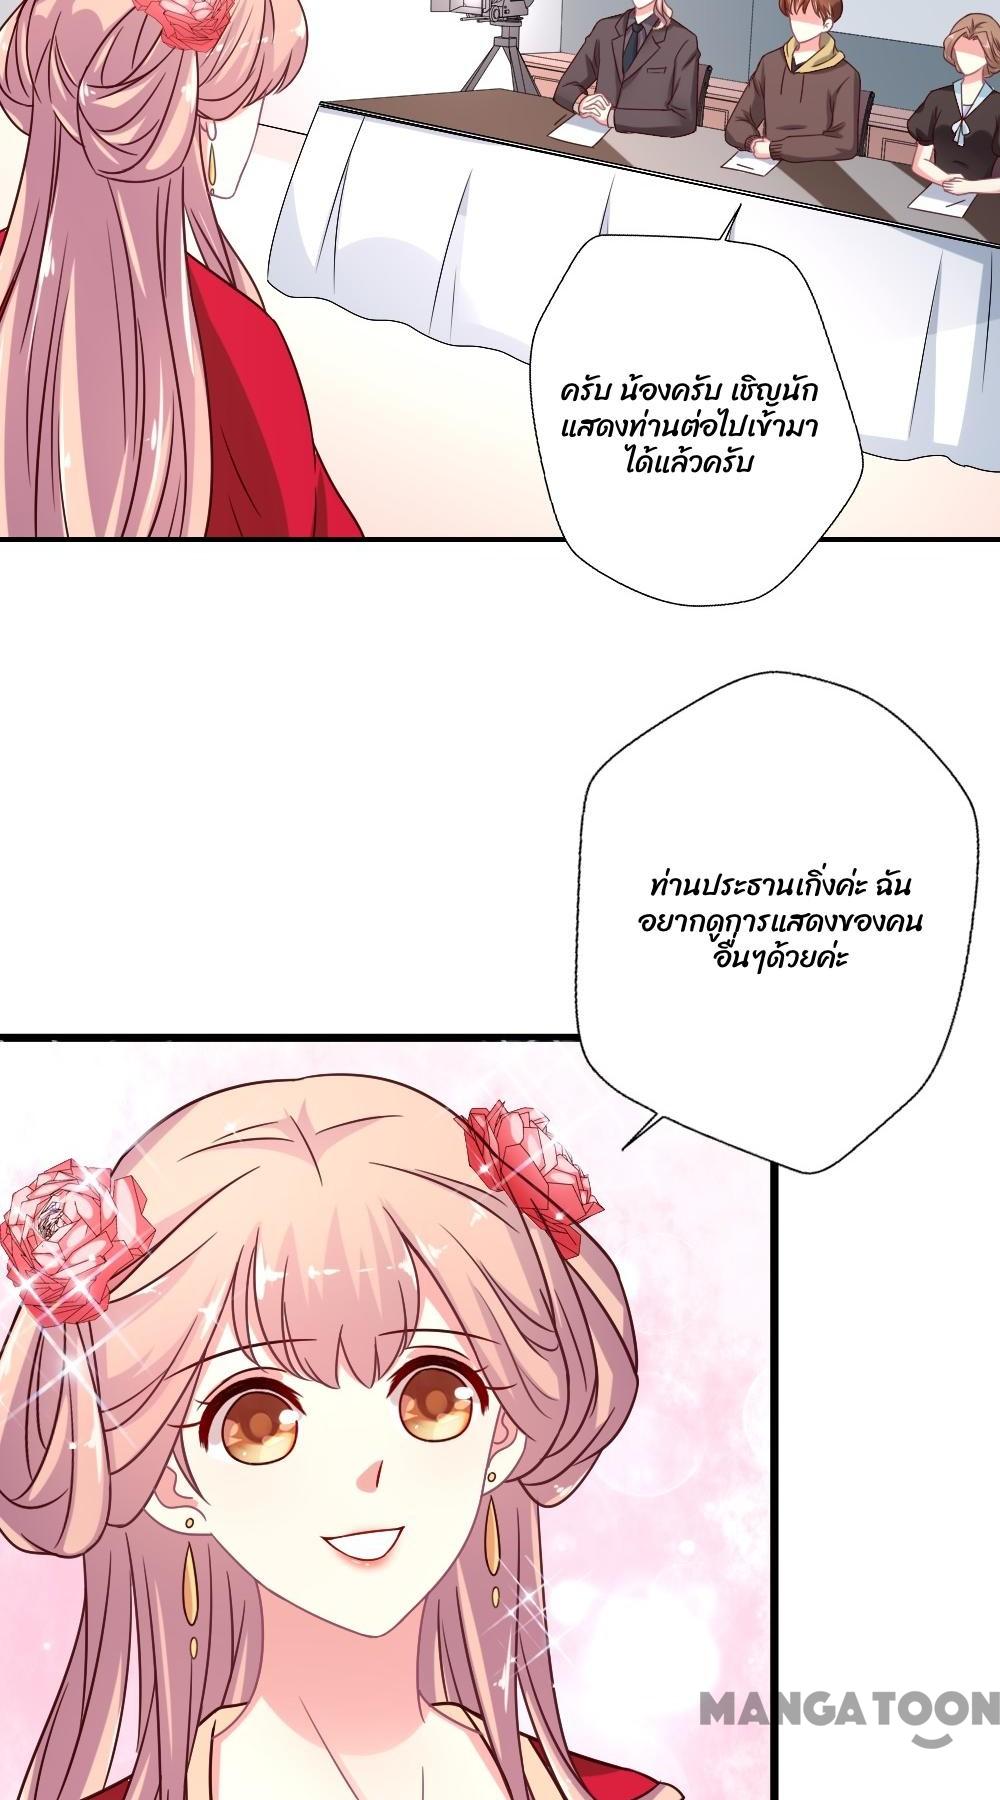 ครับ น้องครับ เชิญนัก
แสดงท่านต่อไปเข้ามา
ได้แล้วครับ
ท่านประธานเกิ่งค่ะ ฉัน
อยากดูการแสดงของคน
อื่นๆด้วยค่ะ
MANGATOON